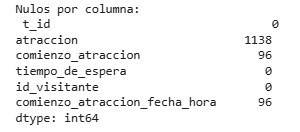 Nulos por columna:
t_id 0
atraccion 1138
comienzo_atraccion 96
tiempo_de_espera 0
id_visitante 0
comienzo_atraccion_fecha_hora 96
dtype: int64